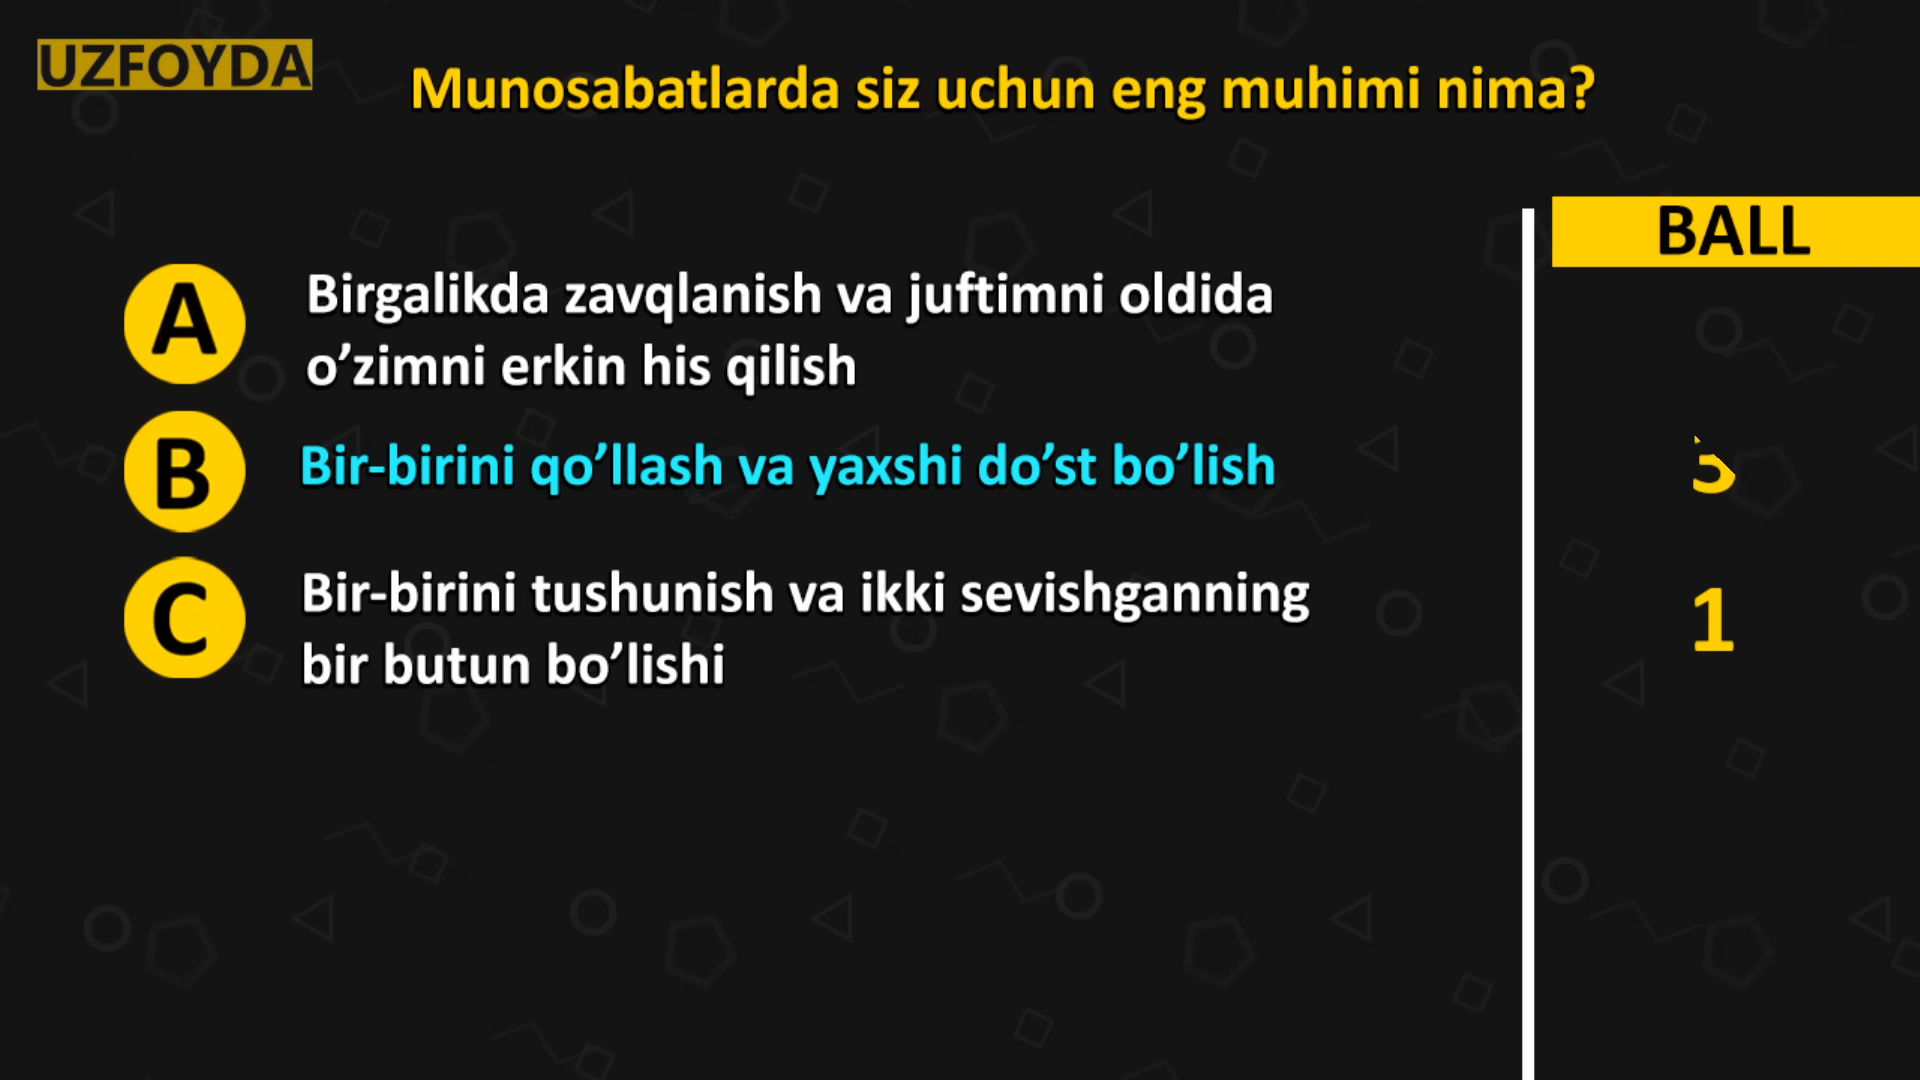 UZFOYDA
Munosabatlarda siz uchun eng muhimi nima?
BALL
A
Birgalikda zavqlanish va juftimni oldida
o’zimni erkin his qilish
B
Bir-birini qo’llash va yaxshi do’st bo’lish
C
Bir-birini tushunish va ikki sevishganning
bir butun bo’lishi
1